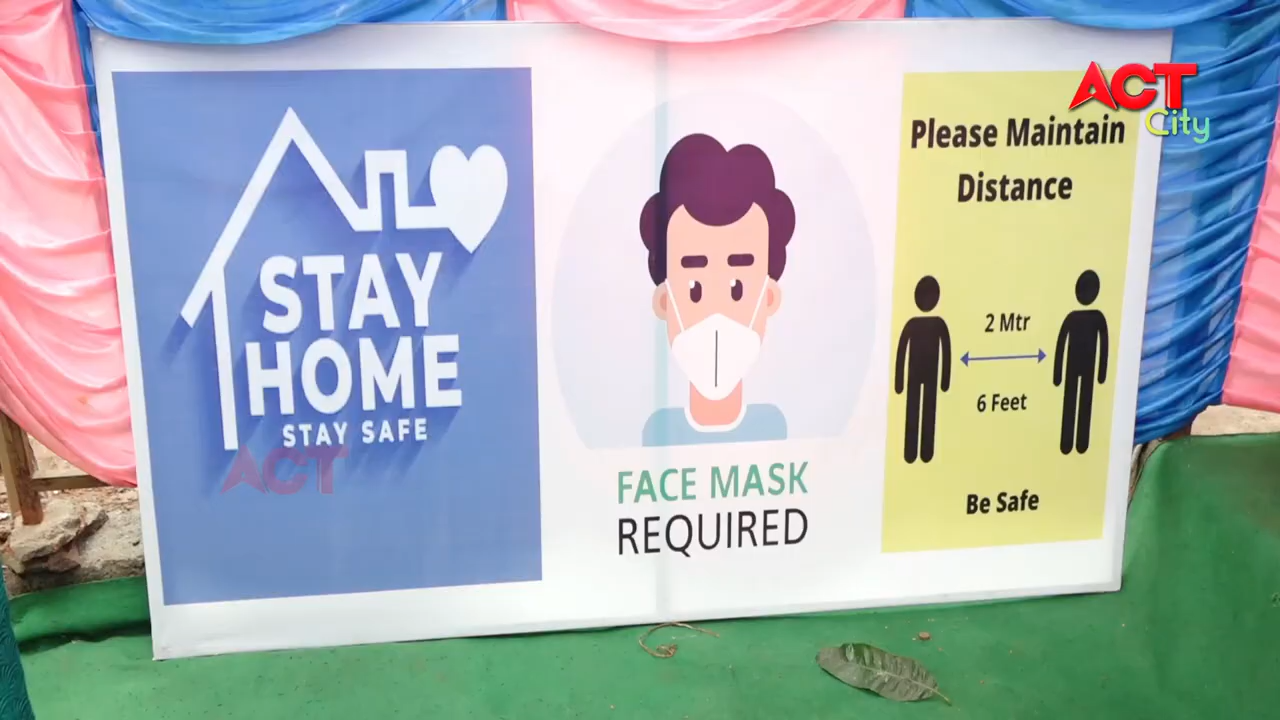 STAY
HOME
STAY SAFE
ACT
FACE MASK
REQUIRED
Please Maintain
Distance
2 Mtr
6 Feet
Be Safe
ACT
City